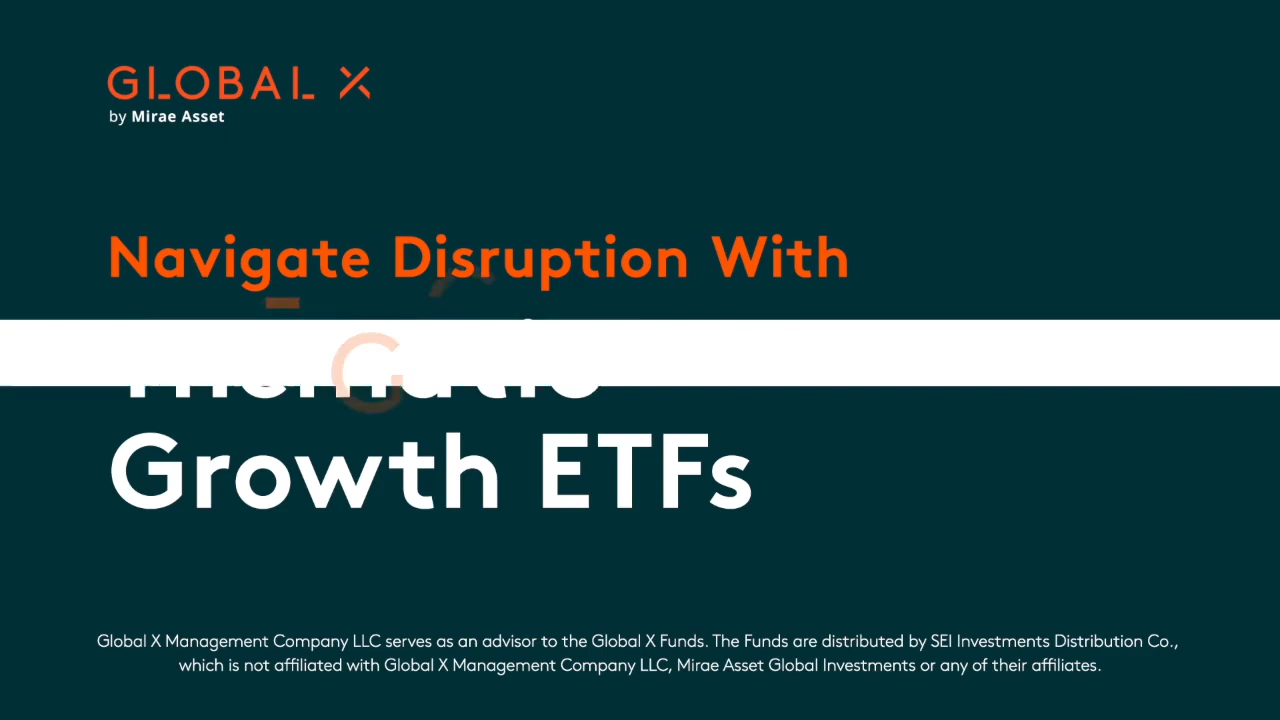 GLOBAL X
by Mirae Asset
Navigate Disruption With
G
Growth ETFs
Global X Management Company LLC serves as an advisor to the Global X Funds. The Funds are distributed by SEI Investments Distribution Co.,
which is not affiliated with Global X Management Company LLC, Mirae Asset Global Investments or any of their affiliates.